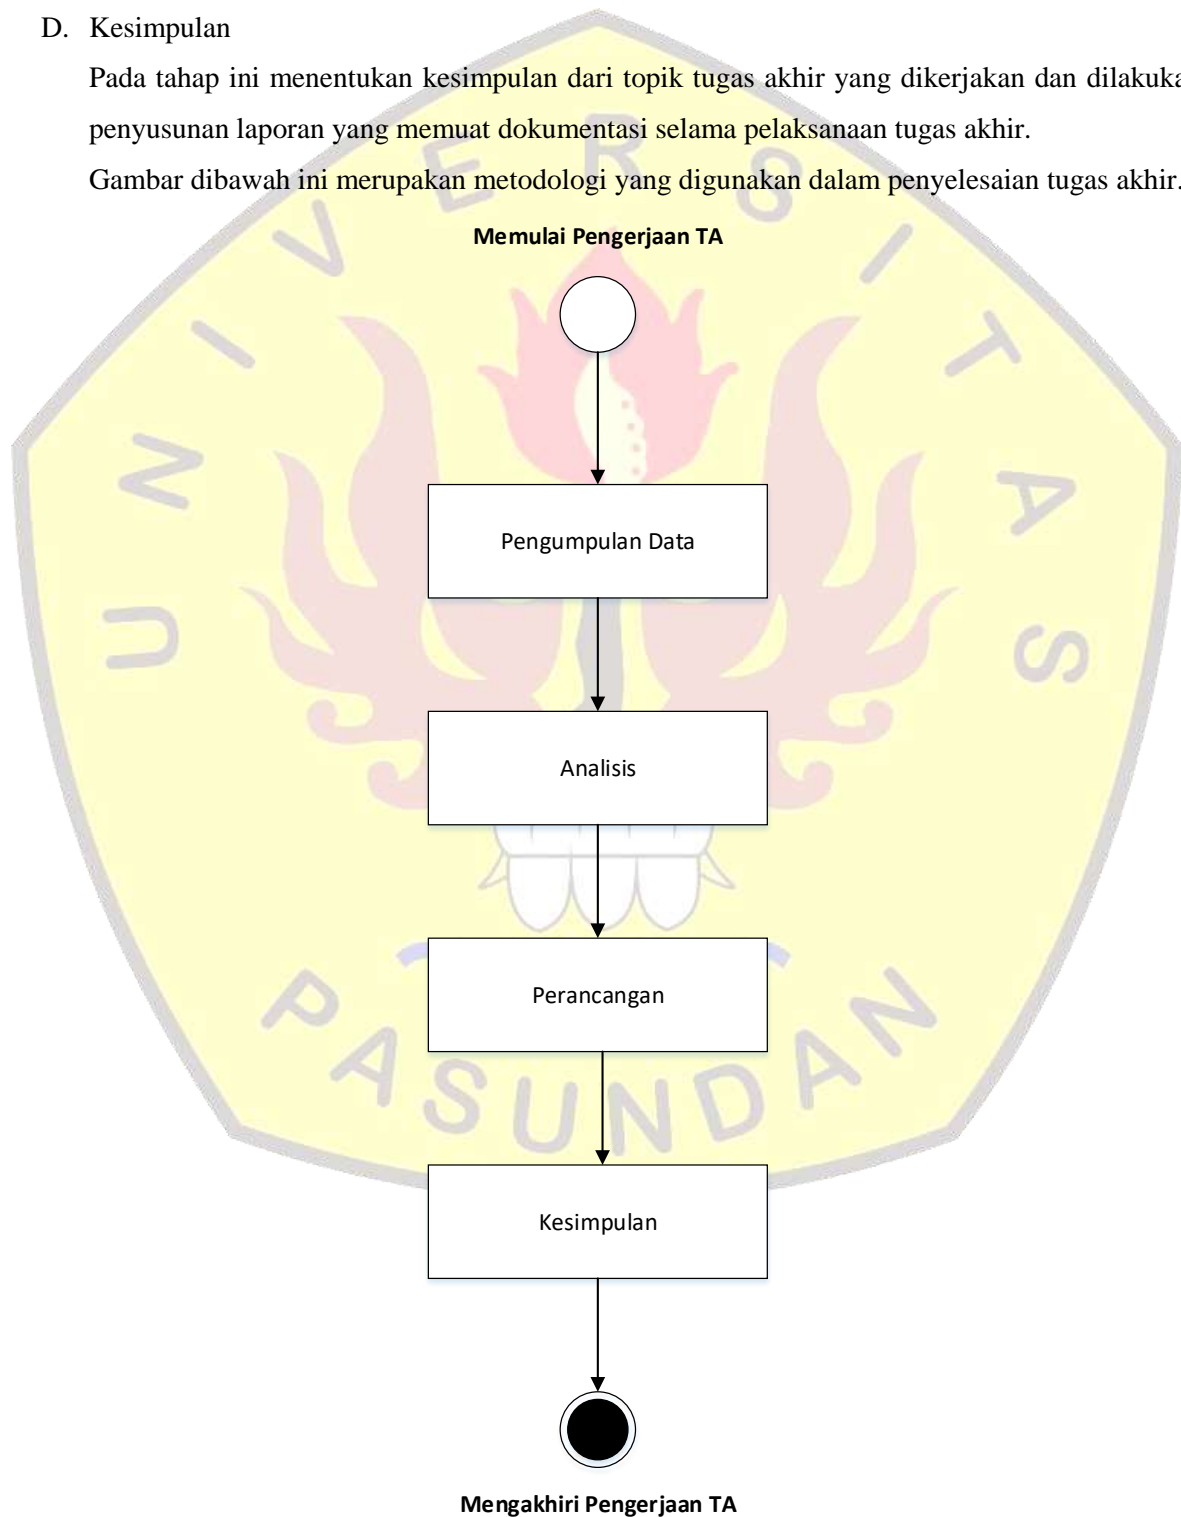 D. Kesimpulan
Pada tahap ini menentukan kesimpulan dari topik tugas akhir yang dikerjakan dan dilakuka
penyusunan laporan yang memuat dokumentasi selama pelaksanaan tugas akhir.
Gambar dibawah ini merupakan metodologi yang digunakan dalam penyelesaian tugas akhir.
Memulai Pengerjaan TA
Pengumpulan Data
Analisis
Perancangan
Kesimpulan
Mengakhiri Pengerjaan TA
UNIVERSITAS
PASUNDAN